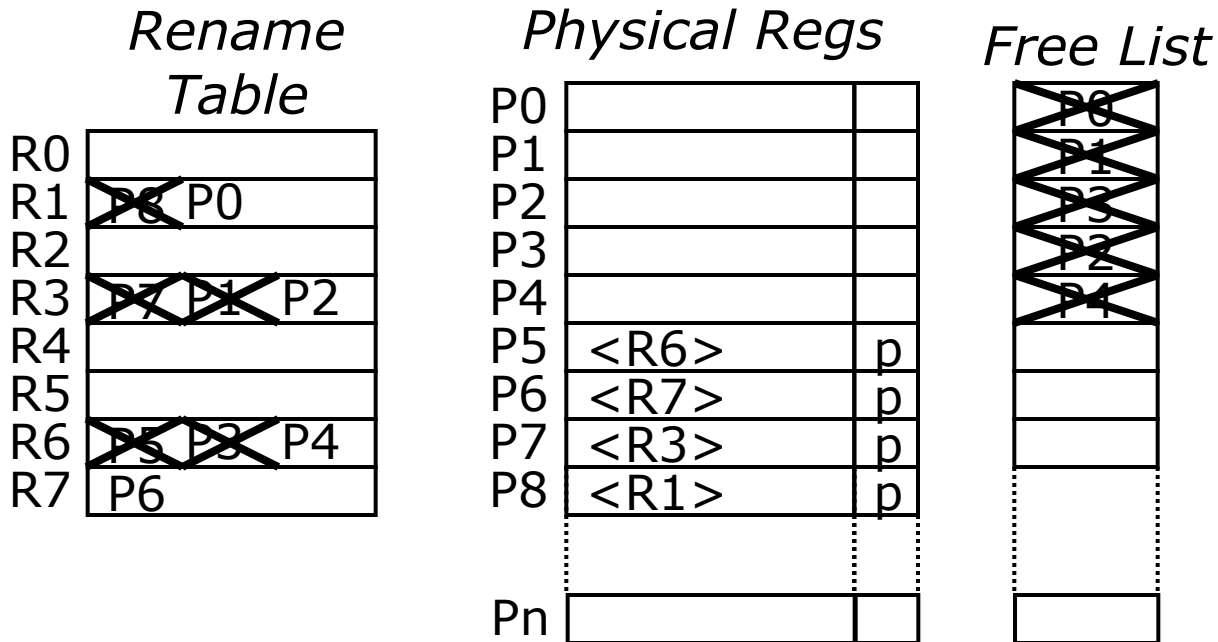 Rename
Table
R0
R1 P8 P0
R2
R3 P7 P1 P2
R4
R5
R6 P5 P3 P4
R7 P6
Physical Regs
P0
P1
P2
P3
P4
P5 <R6> p
P6 <R7> p
P7 <R3> p
P8 <R1> p
Pn
Free List
P0
P1
P3
P2
P4